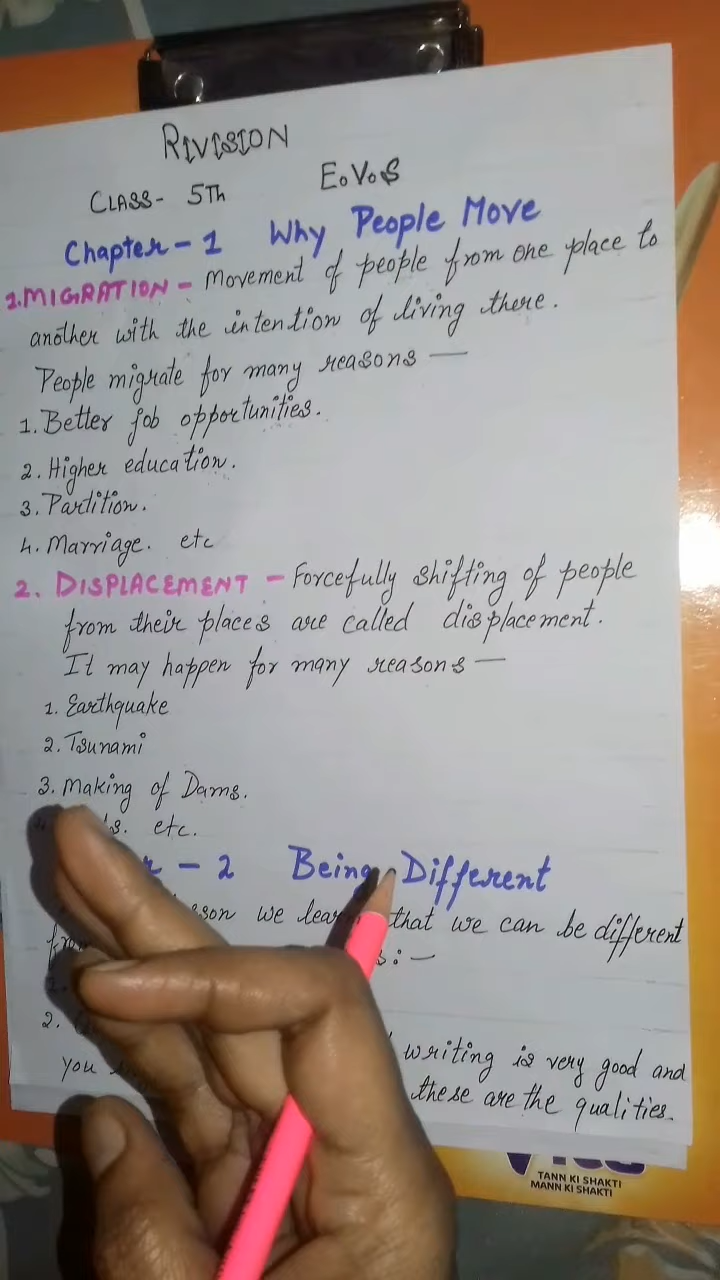 RIVISION
CLASS- 5TH E.V.S
Chapter-1 Why People Move
1.MIGRATION - Movement of people from one place to
another with the intention of living there.
People migrate for many reasons —
1. Better job opportunities.
2. Higher education.
3. Partition.
4. Marriage. etc
2. DISPLACEMENT - Forcefully shifting of people
from their places are called displacement.
It may happen for many reasons —
1. Earthquake
2. Tsunami
3. Making of Dams.
etc.
- 2 Being Different
we that we can be different
:-
2.
you writing is very good and
these are the qualities.
TANN KI SHAKTI
MANN KI SHAKTI